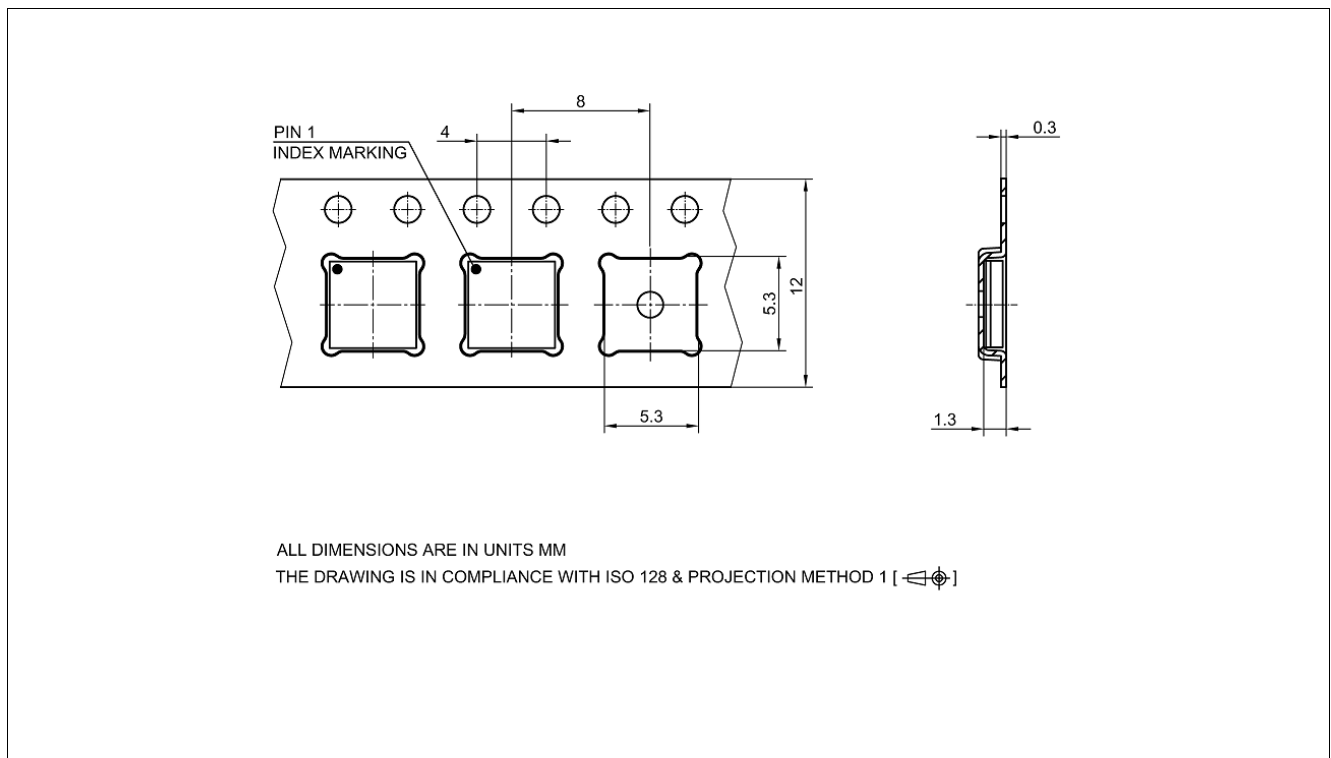 8
PIN 1
4
INDEX MARKING
0.3
5.3
12
5.3
1.3
ALL DIMENSIONS ARE IN UNITS MM
THE DRAWING IS IN COMPLIANCE WITH ISO 128 & PROJECTION METHOD 1 [ ]